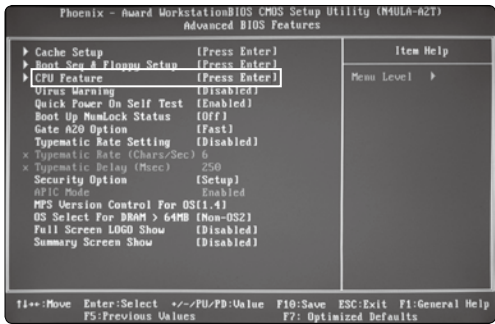 Phoenix - Award WorkstationBIOS CMOS Setup Utility (N4ULA-A2T)
Advanced BIOS Features
Cache Setup [Press Enter]
Boot Seq & Floppy Setup [Press Enter]
CPU Feature [Press Enter]
Virus Warning [Disabled]
Quick Power On Self Test [Enabled]
Boot Up NumLock Status [Off]
Gate A20 Option [Fast]
Typematic Rate Setting [Disabled]
x Typematic Rate (Chars/Sec) 6
x Typematic Delay (Msec) 250
Security Option [Setup]
APIC Mode Enabled
MPS Version Control For OS[1.4]
OS Select For DRAM > 64MB [Non-OS2]
Full Screen LOGO Show [Disabled]
Summary Screen Show [Disabled]
Item Help
Menu Level
↑↓→←:Move Enter:Select +/-/PU/PD:Value F10:Save ESC:Exit F1:General Help
F5:Previous Values F7: Optimized Defaults